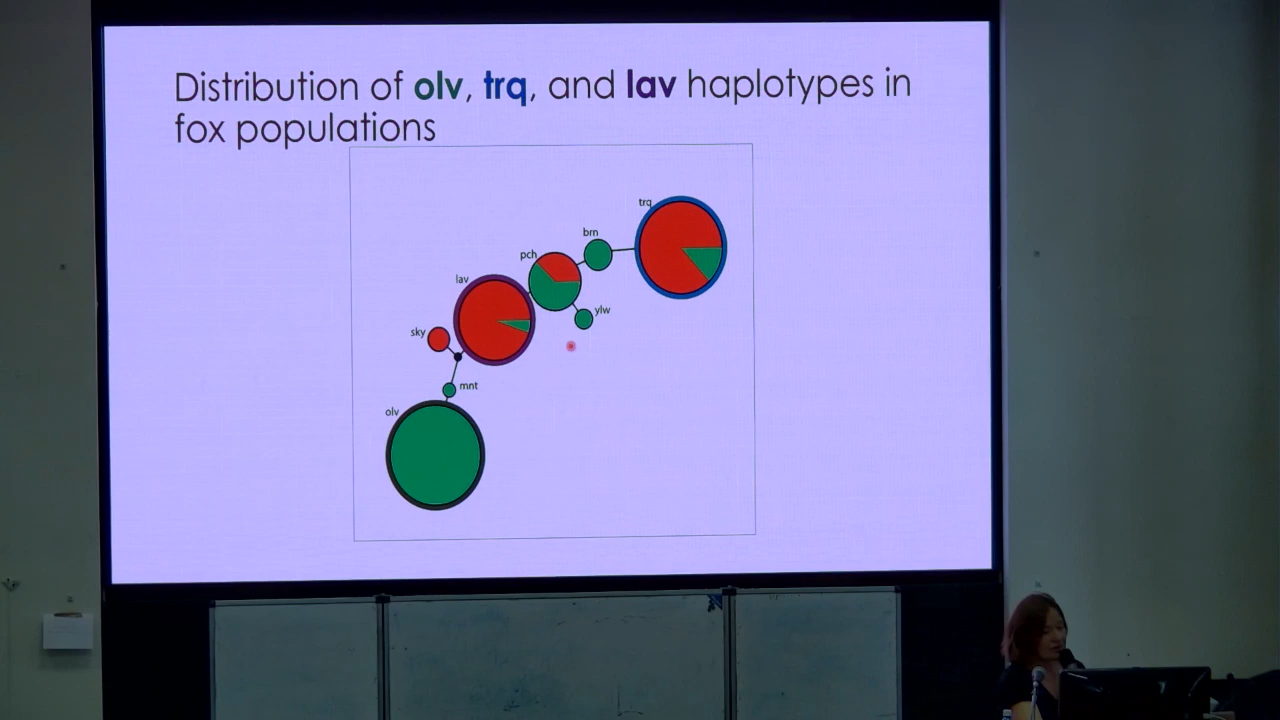 Distribution of olv, trq, and lav haplotypes in
fox populations
trq
brn
pch
lav
ylw
sky
mnt
olv